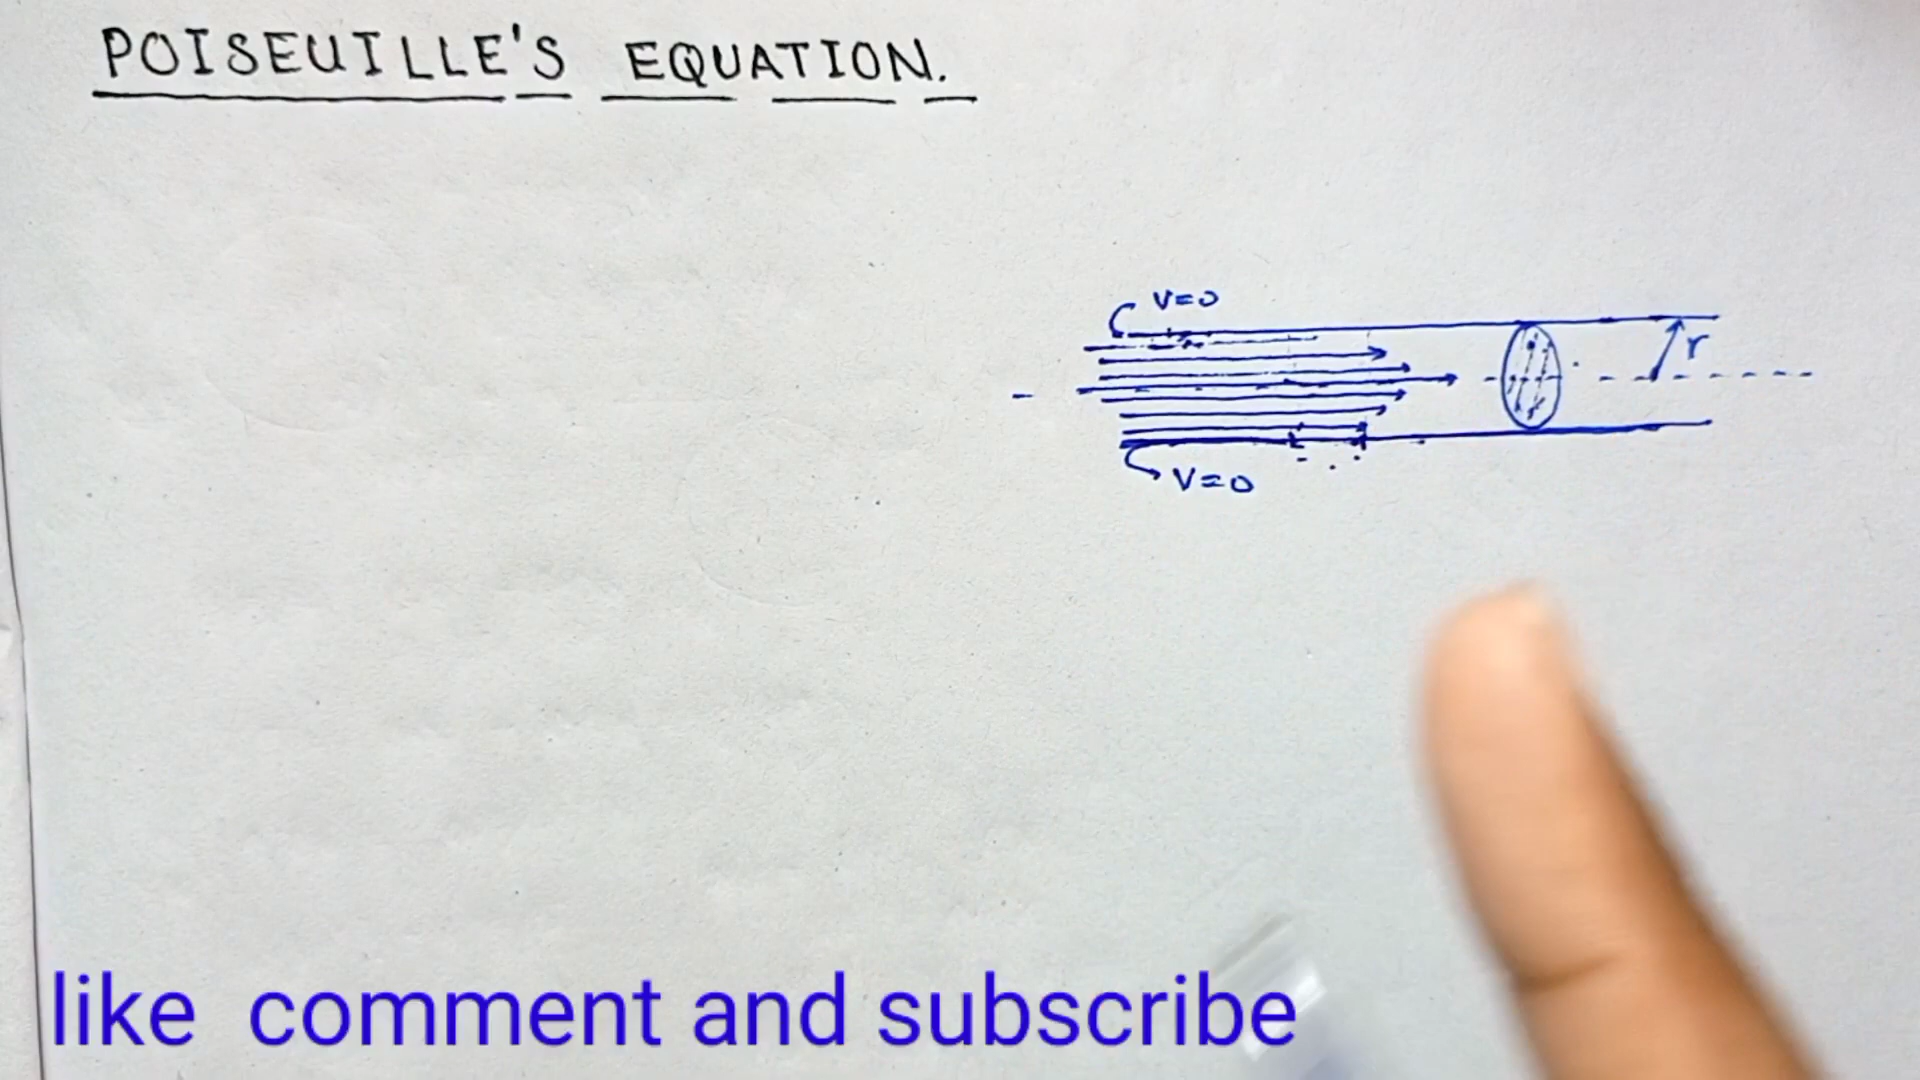 POISEUILLE'S EQUATION.
V=0
r
V=0
like comment and subscribe